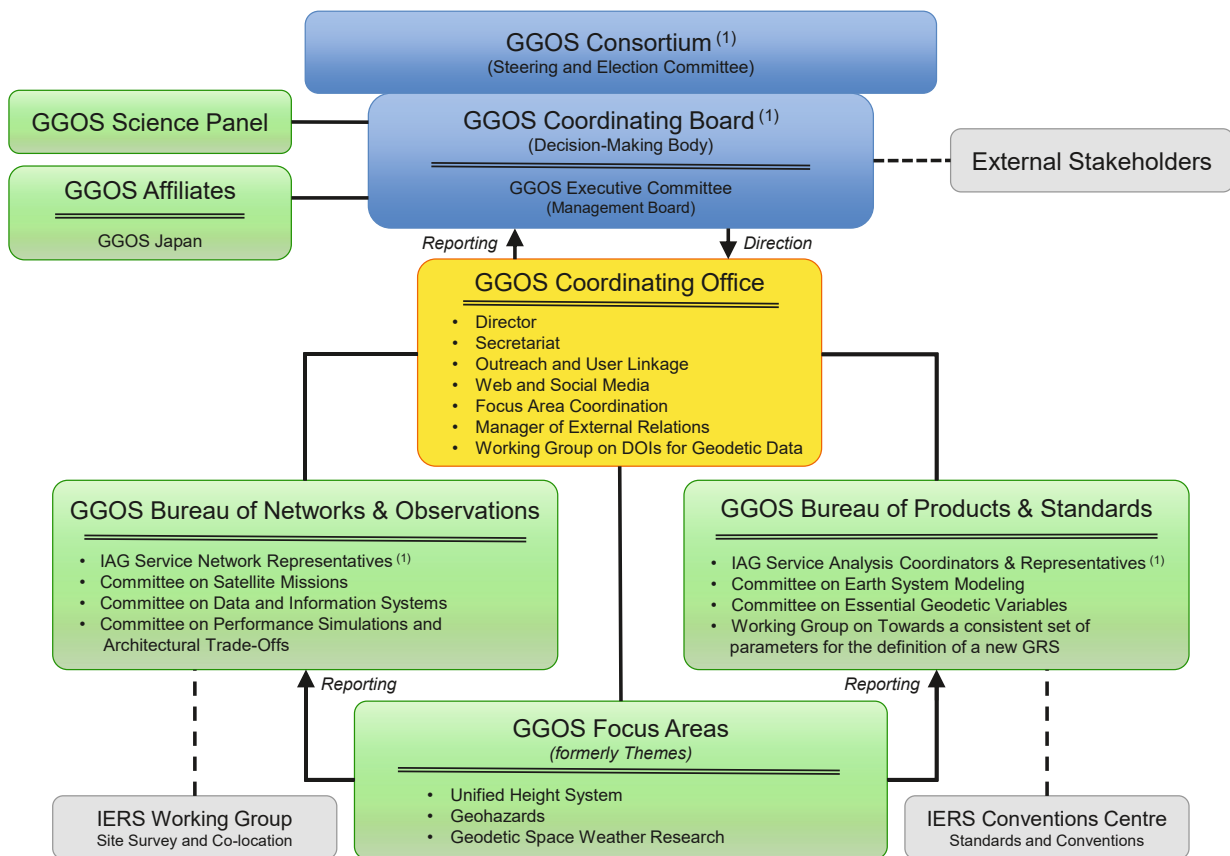 GGOS Consortium (1)
(Steering and Election Committee)
GGOS Science Panel
GGOS Coordinating Board (1)
(Decision-Making Body)
GGOS Executive Committee
(Management Board)
External Stakeholders
GGOS Affiliates
GGOS Japan
Reporting
Direction
GGOS Coordinating Office
• Director
• Secretariat
• Outreach and User Linkage
• Web and Social Media
• Focus Area Coordination
• Manager of External Relations
• Working Group on DOIs for Geodetic Data
GGOS Bureau of Networks & Observations
• IAG Service Network Representatives (1)
• Committee on Satellite Missions
• Committee on Data and Information Systems
• Committee on Performance Simulations and
Architectural Trade-Offs
GGOS Bureau of Products & Standards
• IAG Service Analysis Coordinators & Representatives (1)
• Committee on Earth System Modeling
• Committee on Essential Geodetic Variables
• Working Group on Towards a consistent set of
parameters for the definition of a new GRS
Reporting
Reporting
GGOS Focus Areas
(formerly Themes)
• Unified Height System
• Geohazards
• Geodetic Space Weather Research
IERS Working Group
Site Survey and Co-location
IERS Conventions Centre
Standards and Conventions